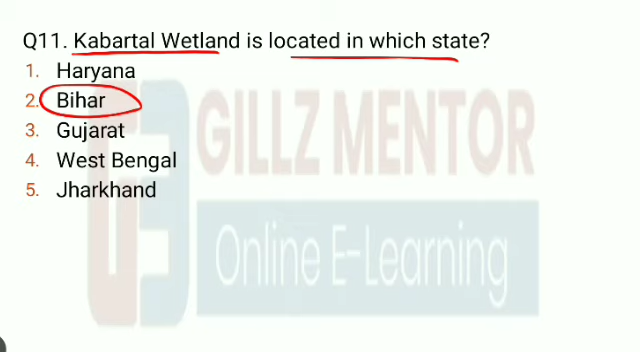 Q11. Kabartal Wetland is located in which state?
1. Haryana
2. Bihar
3. Gujarat
4. West Bengal
5. Jharkhand
GILLZ MENTOR
Online E-Learning